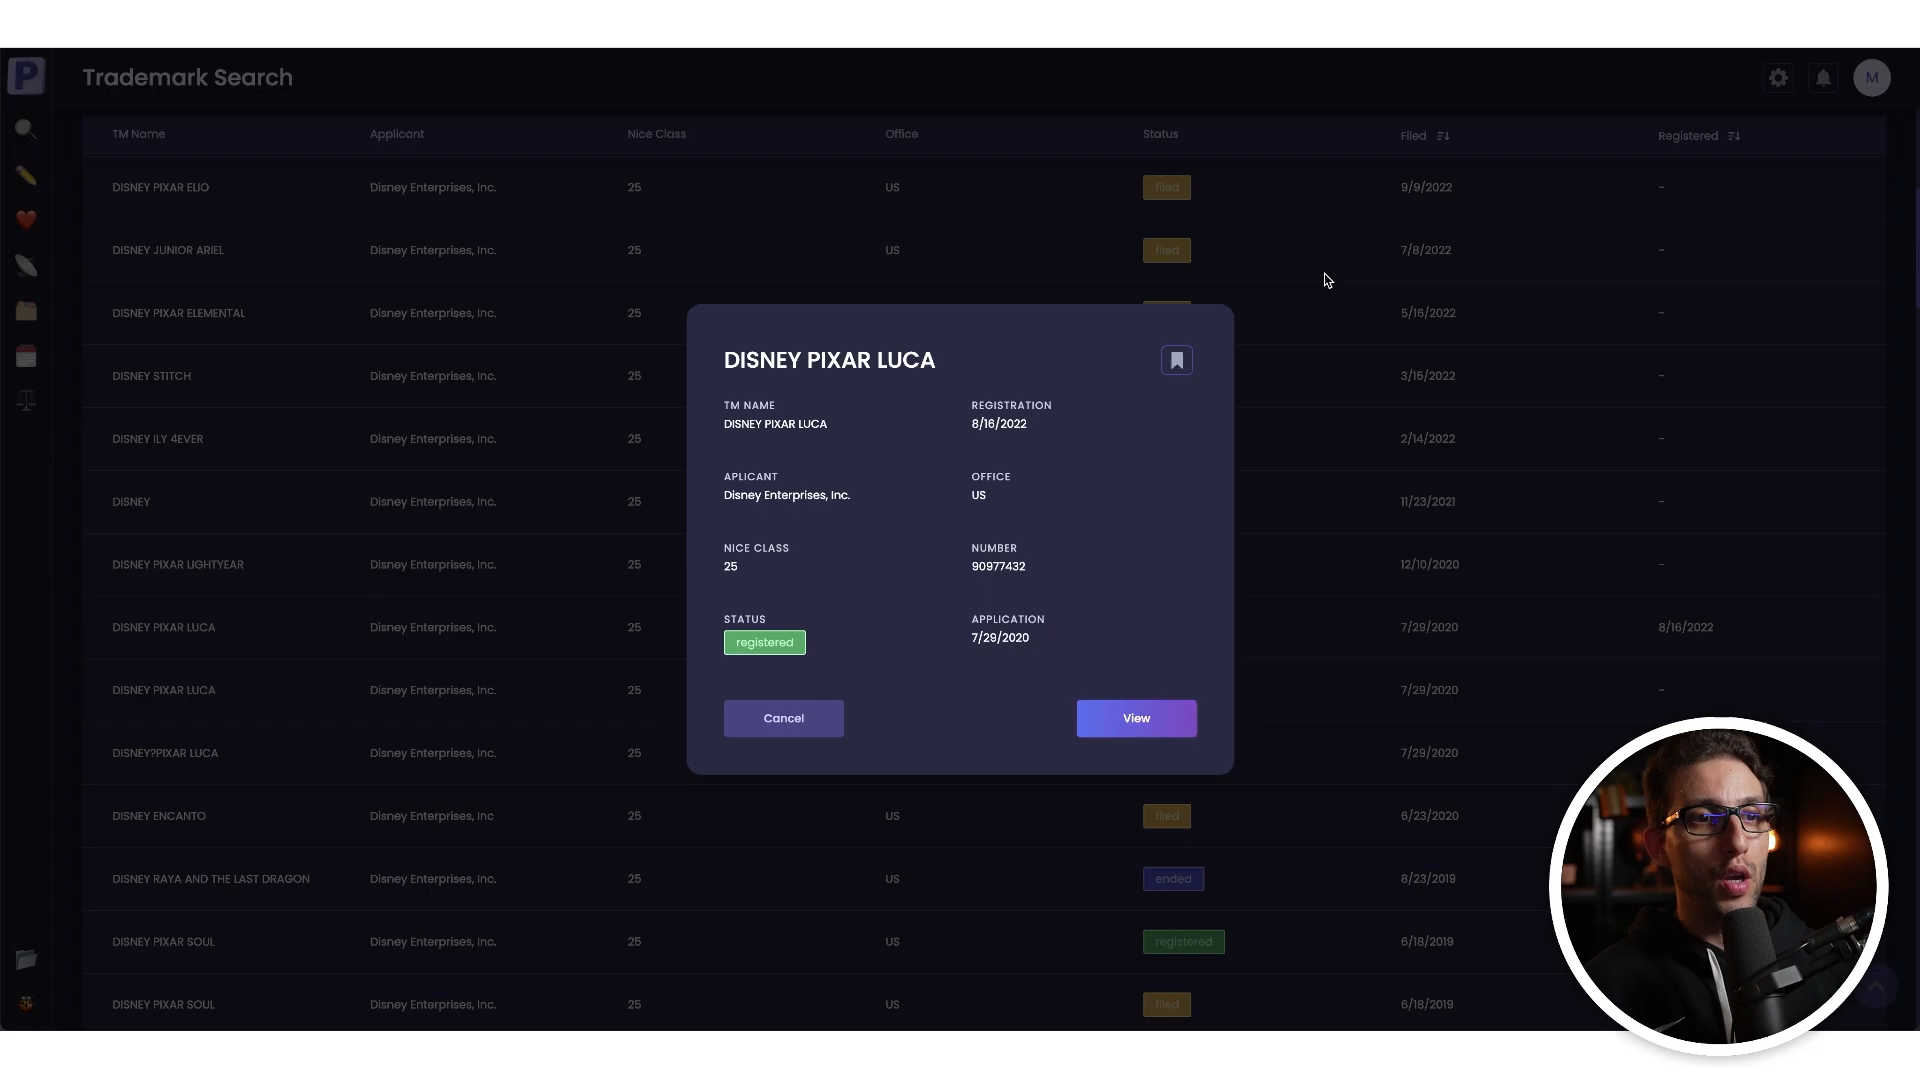 P
Trademark Search
M
TM Name Applicant Nice Class Office Status Filed Registered
DISNEY PIXAR ELIO Disney Enterprises, Inc. 25 US filed 9/9/2022 -
DISNEY JUNIOR ARIEL Disney Enterprises, Inc. 25 US filed 7/8/2022 -
DISNEY PIXAR ELEMENTAL Disney Enterprises, Inc. 25 5/16/2022 -
DISNEY STITCH Disney Enterprises, Inc. 25 3/15/2022 -
DISNEY ILY 4EVER Disney Enterprises, Inc. 25 2/14/2022 -
DISNEY Disney Enterprises, Inc. 25 11/23/2021 -
DISNEY PIXAR LIGHTYEAR Disney Enterprises, Inc. 25 12/10/2020 -
DISNEY PIXAR LUCA Disney Enterprises, Inc. 25 7/29/2020 8/16/2022
DISNEY PIXAR LUCA Disney Enterprises, Inc. 25 7/29/2020 -
DISNEY?PIXAR LUCA Disney Enterprises, Inc. 25 7/29/2020
DISNEY ENCANTO Disney Enterprises, Inc 25 US filed 6/23/2020
DISNEY RAYA AND THE LAST DRAGON Disney Enterprises, Inc. 25 US ended 8/23/2019
DISNEY PIXAR SOUL Disney Enterprises, Inc. 25 US registered 6/18/2019
DISNEY PIXAR SOUL Disney Enterprises, Inc. 25 US filed 6/18/2019
DISNEY PIXAR LUCA
TM NAME REGISTRATION
DISNEY PIXAR LUCA 8/16/2022
APLICANT OFFICE
Disney Enterprises, Inc. US
NICE CLASS NUMBER
25 90977432
STATUS APPLICATION
registered 7/29/2020
Cancel View